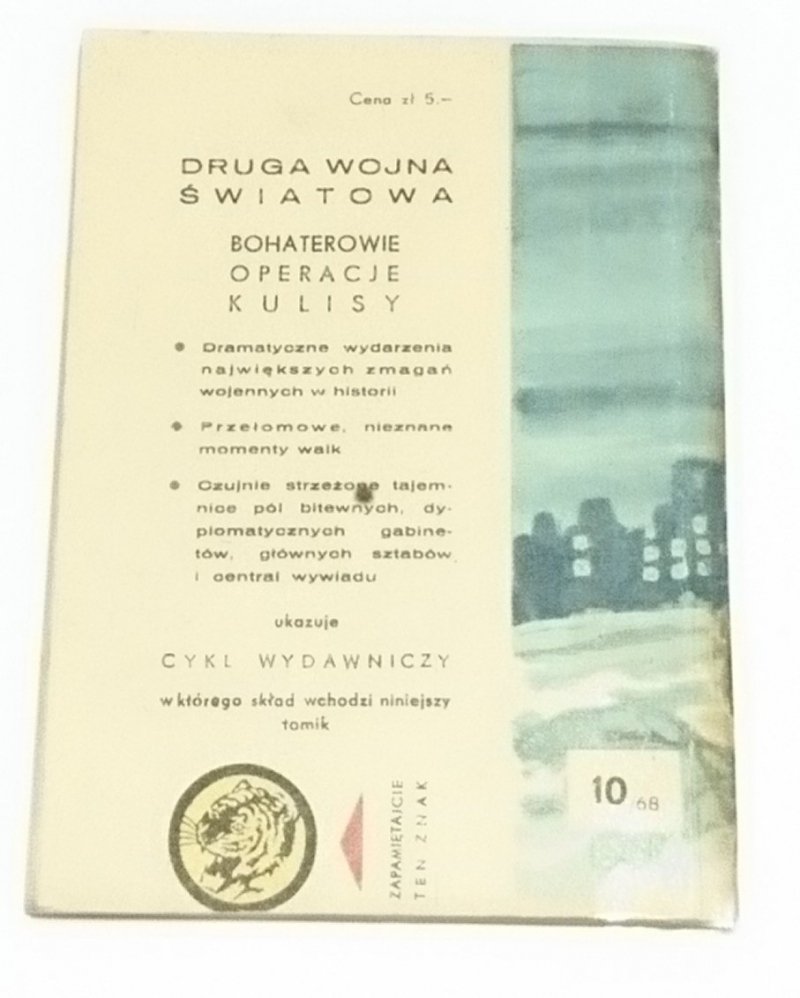 Cena zł 5.—
DRUGA WOJNA
ŚWIATOWA
BOHATEROWIE
OPERACJE
KULISY
• Dramatyczne wydarzenia
największych zmagań
wojennych w historii
• Przełomowe, nieznane
momenty walk
• Czujnie strzeżone tajem-
nice pól bitewnych, dy-
plomatycznych gabine-
tów, głównych sztabów
i central wywiadu
ukazuje
CYKL WYDAWNICZY
w którego skład wchodzi niniejszy
tomik
ZAPAMIĘTAJCIE
TEN ZNAK
10/68